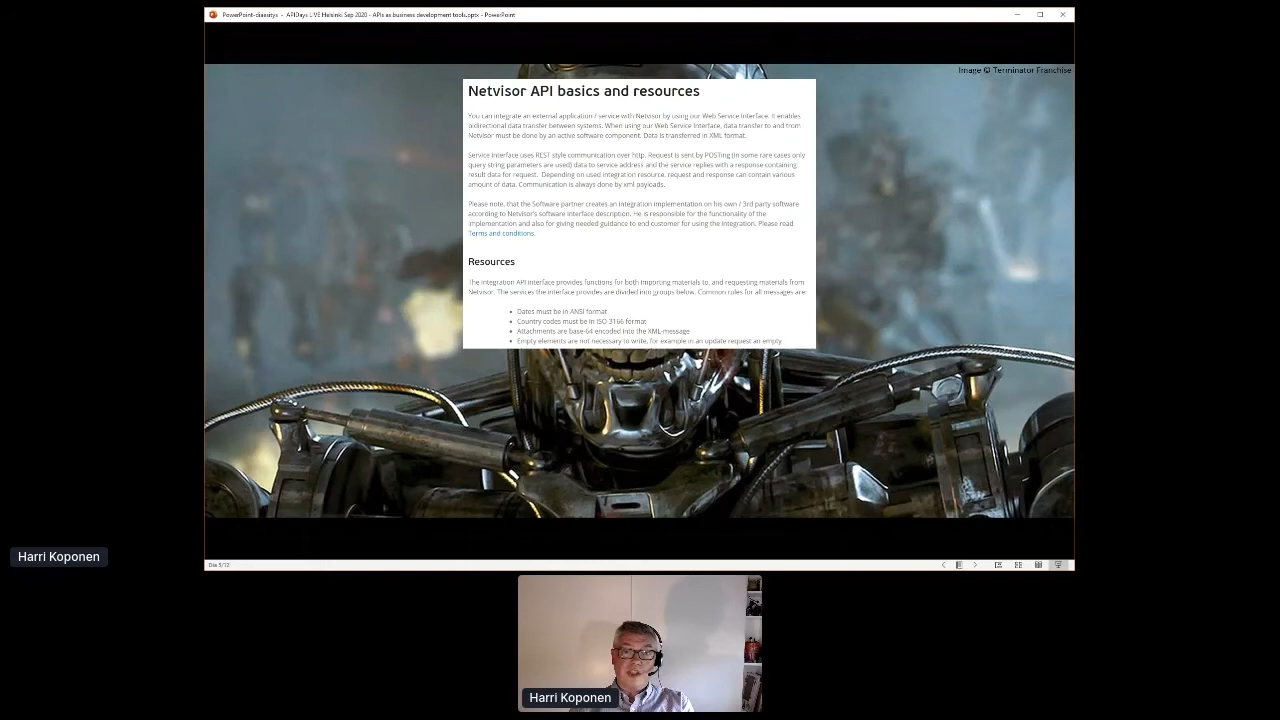 PowerPoint-diaesitys - APIDays LIVE Helsinki Sep 2020 - APIs as business development tools.pptx - PowerPoint
Image © Terminator Franchise
Netvisor API basics and resources
You can integrate an external application / service with Netvisor by using our Web Service Interface. It enables
bidirectional data transfer between systems. When using our Web Service Interface, data transfer to and from
Netvisor must be done by an active software component. Data is transferred in XML format.
Service interface uses REST style communication over http. Request is sent by POSTing (in some rare cases only
query string parameters are used) data to service address and the service replies with a response containing
result data for request. Depending on used integration resource, request and response can contain various
amount of data. Communication is always done by xml payloads.
Please note, that the Software partner creates an integration implementation on his own / 3rd party software
according to Netvisor's software interface description. He is responsible for the functionality of the
implementation and also for giving needed guidance to end customer for using the integration. Please read
Terms and conditions.
Resources
The integration API interface provides functions for both importing materials to, and requesting materials from
Netvisor. The services the interface provides are divided into groups below. Common rules for all messages are:
• Dates must be in ANSI format
• Country codes must be in ISO 3166 format
• Attachments are base-64 encoded into the XML-message
• Empty elements are not necessary to write, for example in an update request an empty
Harri Koponen
Dia 5/12
Harri Koponen